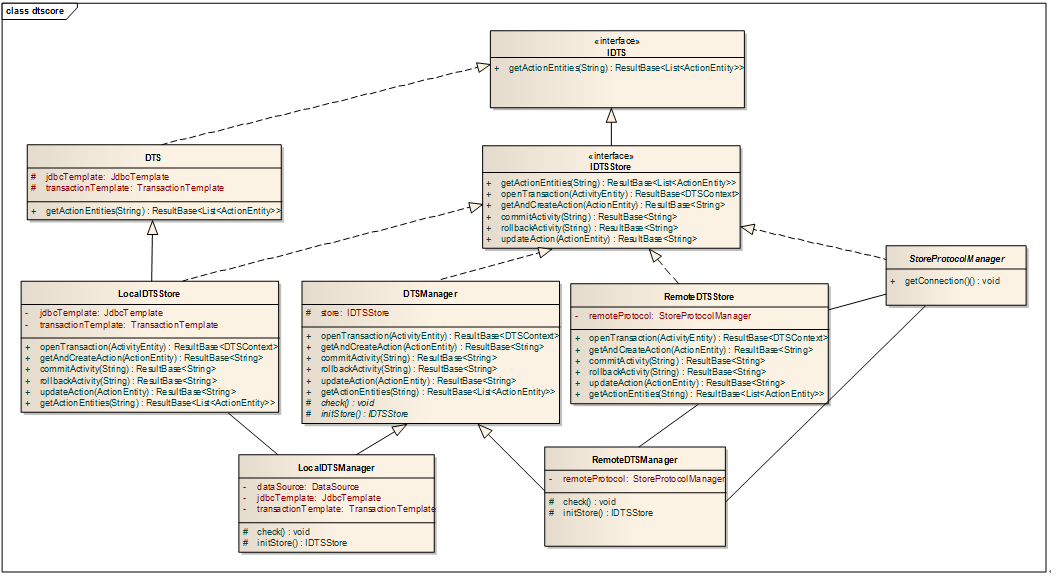 class dtscore
«interface»
IDTS
+ getActionEntities(String) : ResultBase<List<ActionEntity>>
DTS
# jdbcTemplate: JdbcTemplate
# transactionTemplate: TransactionTemplate
+ getActionEntities(String) : ResultBase<List<ActionEntity>>
«interface»
IDTSStore
+ getActionEntities(String) : ResultBase<List<ActionEntity>>
+ openTransaction(ActivityEntity) : ResultBase<DTSContext>
+ getAndCreateAction(ActionEntity) : ResultBase<String>
+ commitActivity(String) : ResultBase<String>
+ rollbackActivity(String) : ResultBase<String>
+ updateAction(ActionEntity) : ResultBase<String>
StoreProtocolManager
+ getConnection()() : void
LocalDTSStore
- jdbcTemplate: JdbcTemplate
- transactionTemplate: TransactionTemplate
+ openTransaction(ActivityEntity) : ResultBase<DTSContext>
+ getAndCreateAction(ActionEntity) : ResultBase<String>
+ commitActivity(String) : ResultBase<String>
+ rollbackActivity(String) : ResultBase<String>
+ updateAction(ActionEntity) : ResultBase<String>
+ getActionEntities(String) : ResultBase<List<ActionEntity>>
DTSManager
# store: IDTSStore
+ openTransaction(ActivityEntity) : ResultBase<DTSContext>
+ getAndCreateAction(ActionEntity) : ResultBase<String>
+ commitActivity(String) : ResultBase<String>
+ rollbackActivity(String) : ResultBase<String>
+ updateAction(ActionEntity) : ResultBase<String>
+ getActionEntities(String) : ResultBase<List<ActionEntity>>
# check() : void
# initStore() : IDTSStore
RemoteDTSStore
- remoteProtocol: StoreProtocolManager
+ openTransaction(ActivityEntity) : ResultBase<DTSContext>
+ getAndCreateAction(ActionEntity) : ResultBase<String>
+ commitActivity(String) : ResultBase<String>
+ rollbackActivity(String) : ResultBase<String>
+ updateAction(ActionEntity) : ResultBase<String>
+ getActionEntities(String) : ResultBase<List<ActionEntity>>
LocalDTSManager
- dataSource: DataSource
- jdbcTemplate: JdbcTemplate
- transactionTemplate: TransactionTemplate
# check() : void
# initStore() : IDTSStore
RemoteDTSManager
- remoteProtocol: StoreProtocolManager
# check() : void
# initStore() : IDTSStore